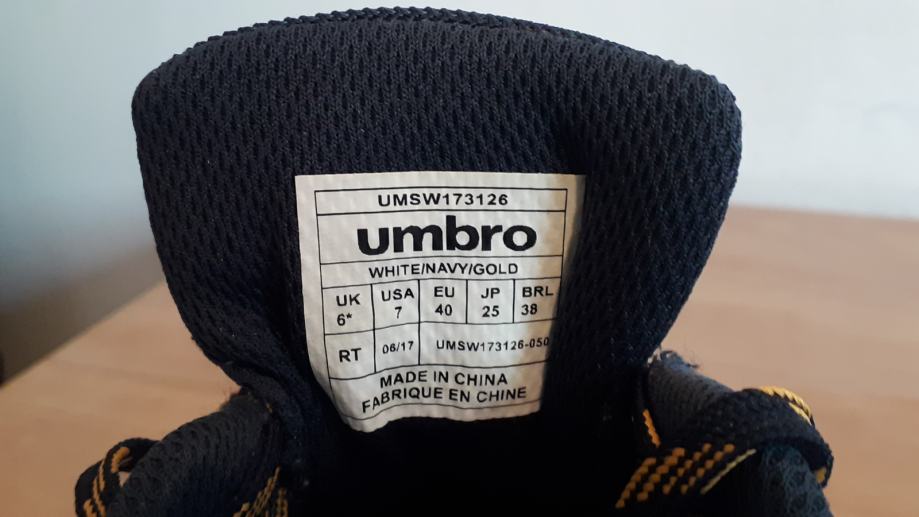 UMSW173126
umbro
WHITE/NAVY/GOLD
UK USA EU JP BRL
6* 7 40 25 38
RT 06/17 UMSW173126-050
MADE IN CHINA
FABRIQUE EN CHINE